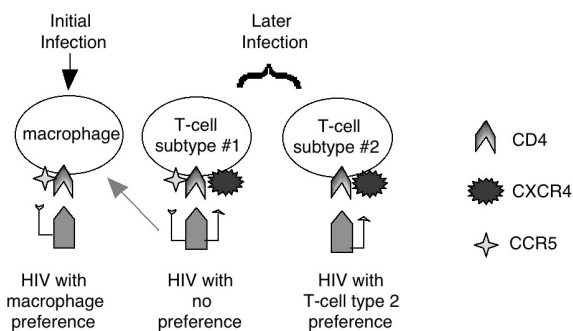 Initial
Infection
Later
Infection
macrophage
T-cell
subtype #1
T-cell
subtype #2
CD4
CXCR4
CCR5
HIV with
macrophage
preference
HIV with
no
preference
HIV with
T-cell type 2
preference